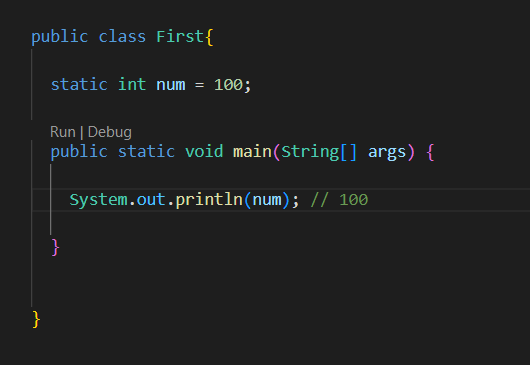 public class First{
static int num = 100;
Run | Debug
public static void main(String[] args) {
System.out.println(num); // 100
}
}